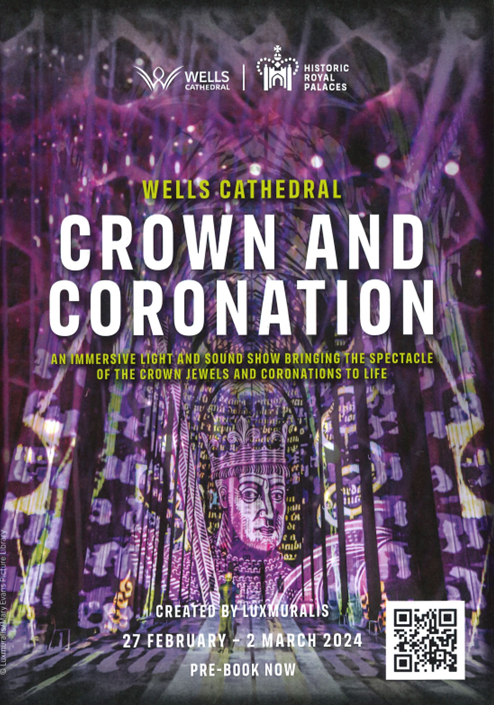 WELLS
CATHEDRAL
HISTORIC
ROYAL
PALACES
WELLS CATHEDRAL
CROWN AND
CORONATION
AN IMMERSIVE LIGHT AND SOUND SHOW BRINGING THE SPECTACLE
OF THE CROWN JEWELS AND CORONATIONS TO LIFE
CREATED BY LUXMURALIS
27 FEBRUARY - 2 MARCH 2024
PRE-BOOK NOW